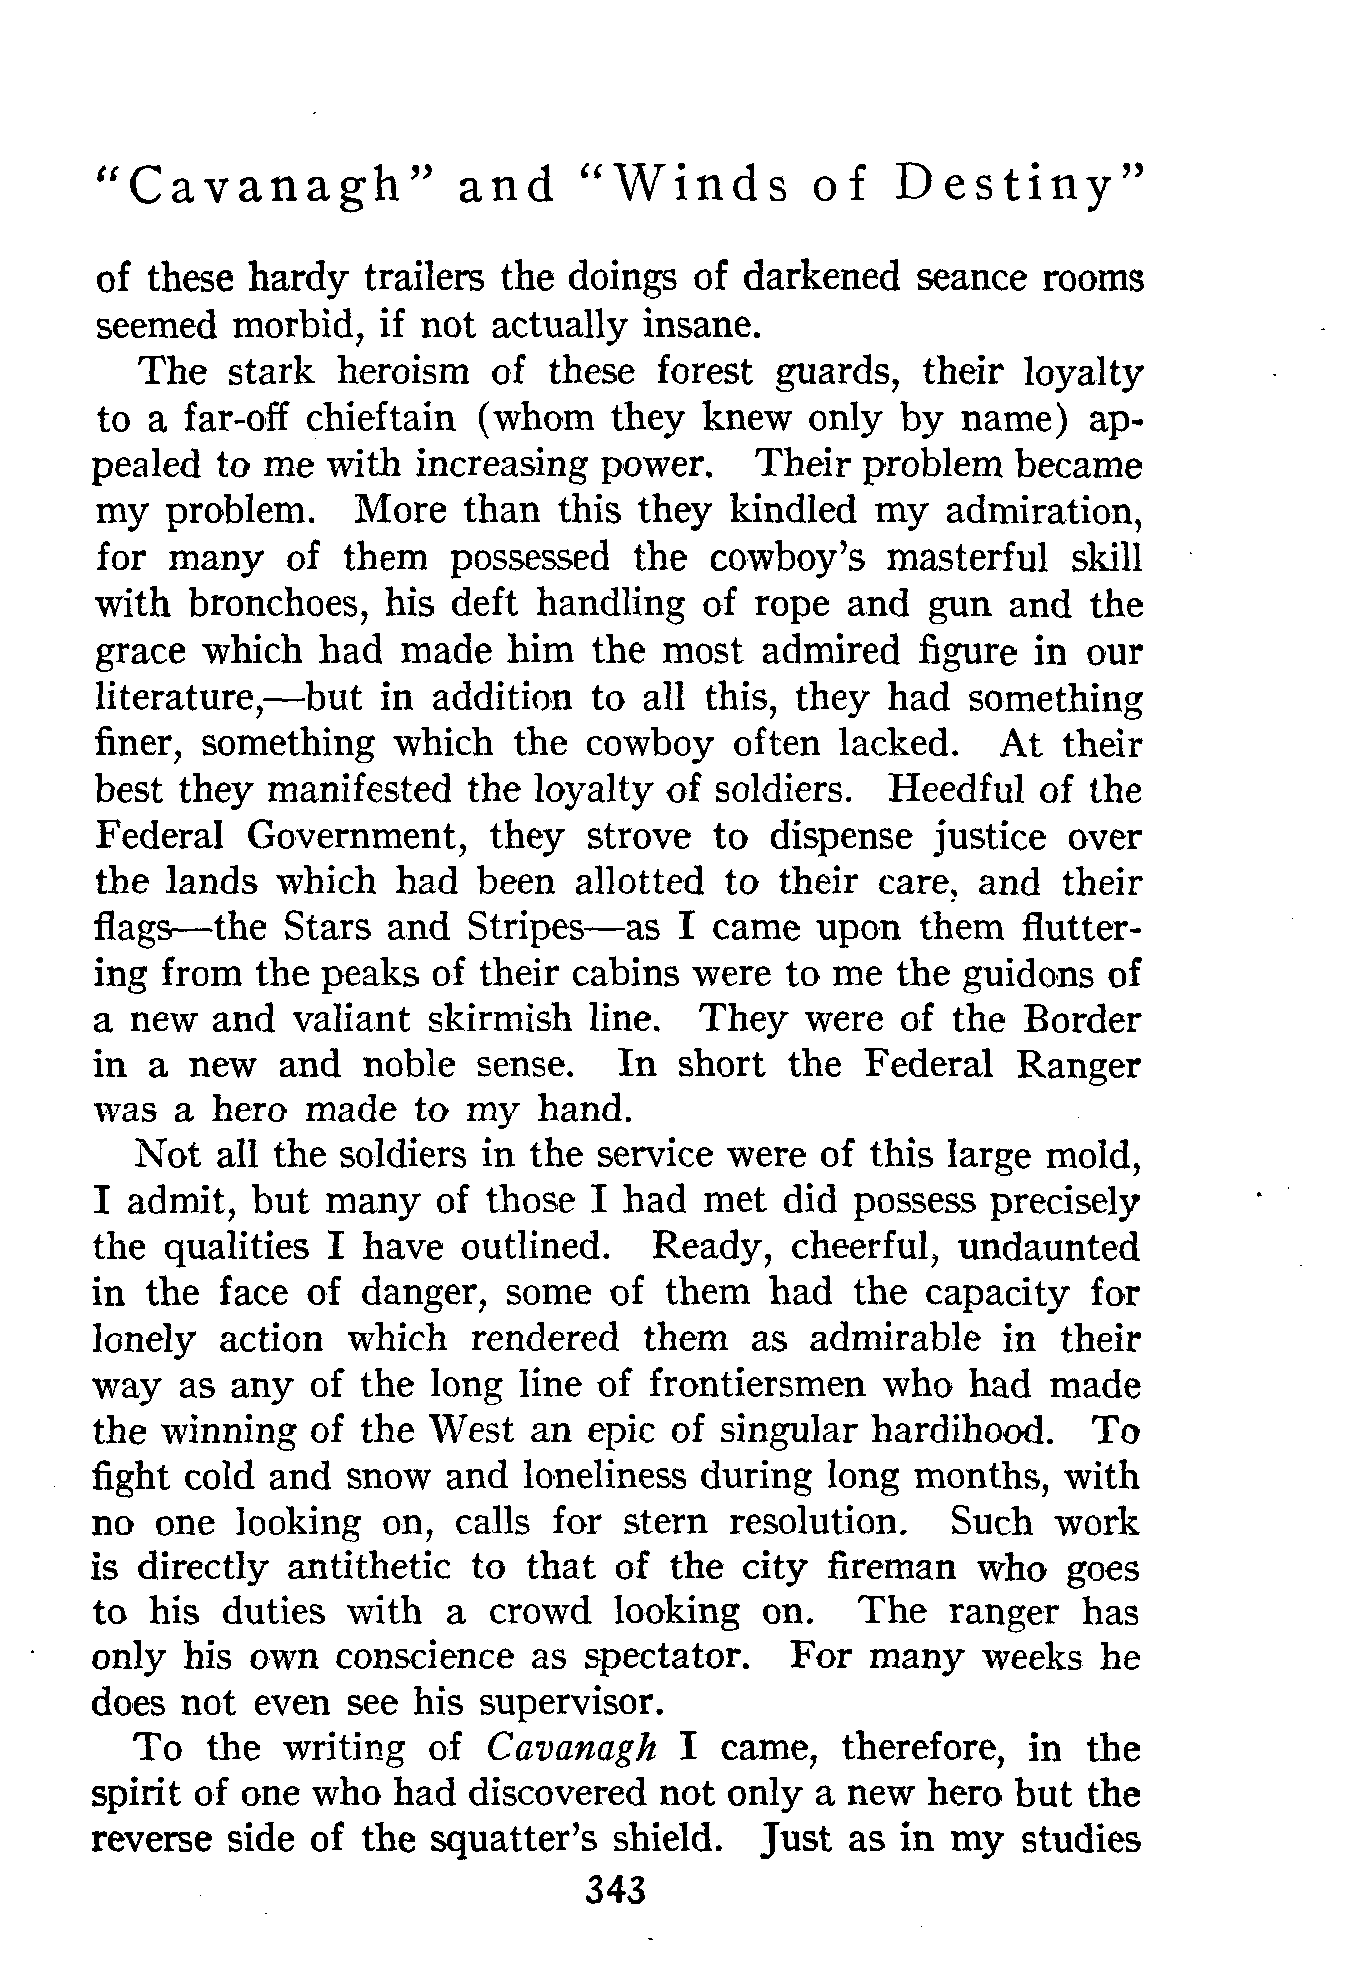 "Cavanagh" and "Winds of Destiny"
of these hardy trailers the doings of darkened seance rooms
seemed morbid, if not actually insane.
The stark heroism of these forest guards, their loyalty
to a far-off chieftain (whom they knew only by name) ap-
pealed to me with increasing power. Their problem became
my problem. More than this they kindled my admiration,
for many of them possessed the cowboy's masterful skill
with bronchoes, his deft handling of rope and gun and the
grace which had made him the most admired figure in our
literature,—but in addition to all this, they had something
finer, something which the cowboy often lacked. At their
best they manifested the loyalty of soldiers. Heedful of the
Federal Government, they strove to dispense justice over
the lands which had been allotted to their care, and their
flags—the Stars and Stripes—as I came upon them flutter-
ing from the peaks of their cabins were to me the guidons of
a new and valiant skirmish line. They were of the Border
in a new and noble sense. In short the Federal Ranger
was a hero made to my hand.
Not all the soldiers in the service were of this large mold,
I admit, but many of those I had met did possess precisely
the qualities I have outlined. Ready, cheerful, undaunted
in the face of danger, some of them had the capacity for
lonely action which rendered them as admirable in their
way as any of the long line of frontiersmen who had made
the winning of the West an epic of singular hardihood. To
fight cold and snow and loneliness during long months, with
no one looking on, calls for stern resolution. Such work
is directly antithetic to that of the city fireman who goes
to his duties with a crowd looking on. The ranger has
only his own conscience as spectator. For many weeks he
does not even see his supervisor.
To the writing of Cavanagh I came, therefore, in the
spirit of one who had discovered not only a new hero but the
reverse side of the squatter's shield. Just as in my studies
343